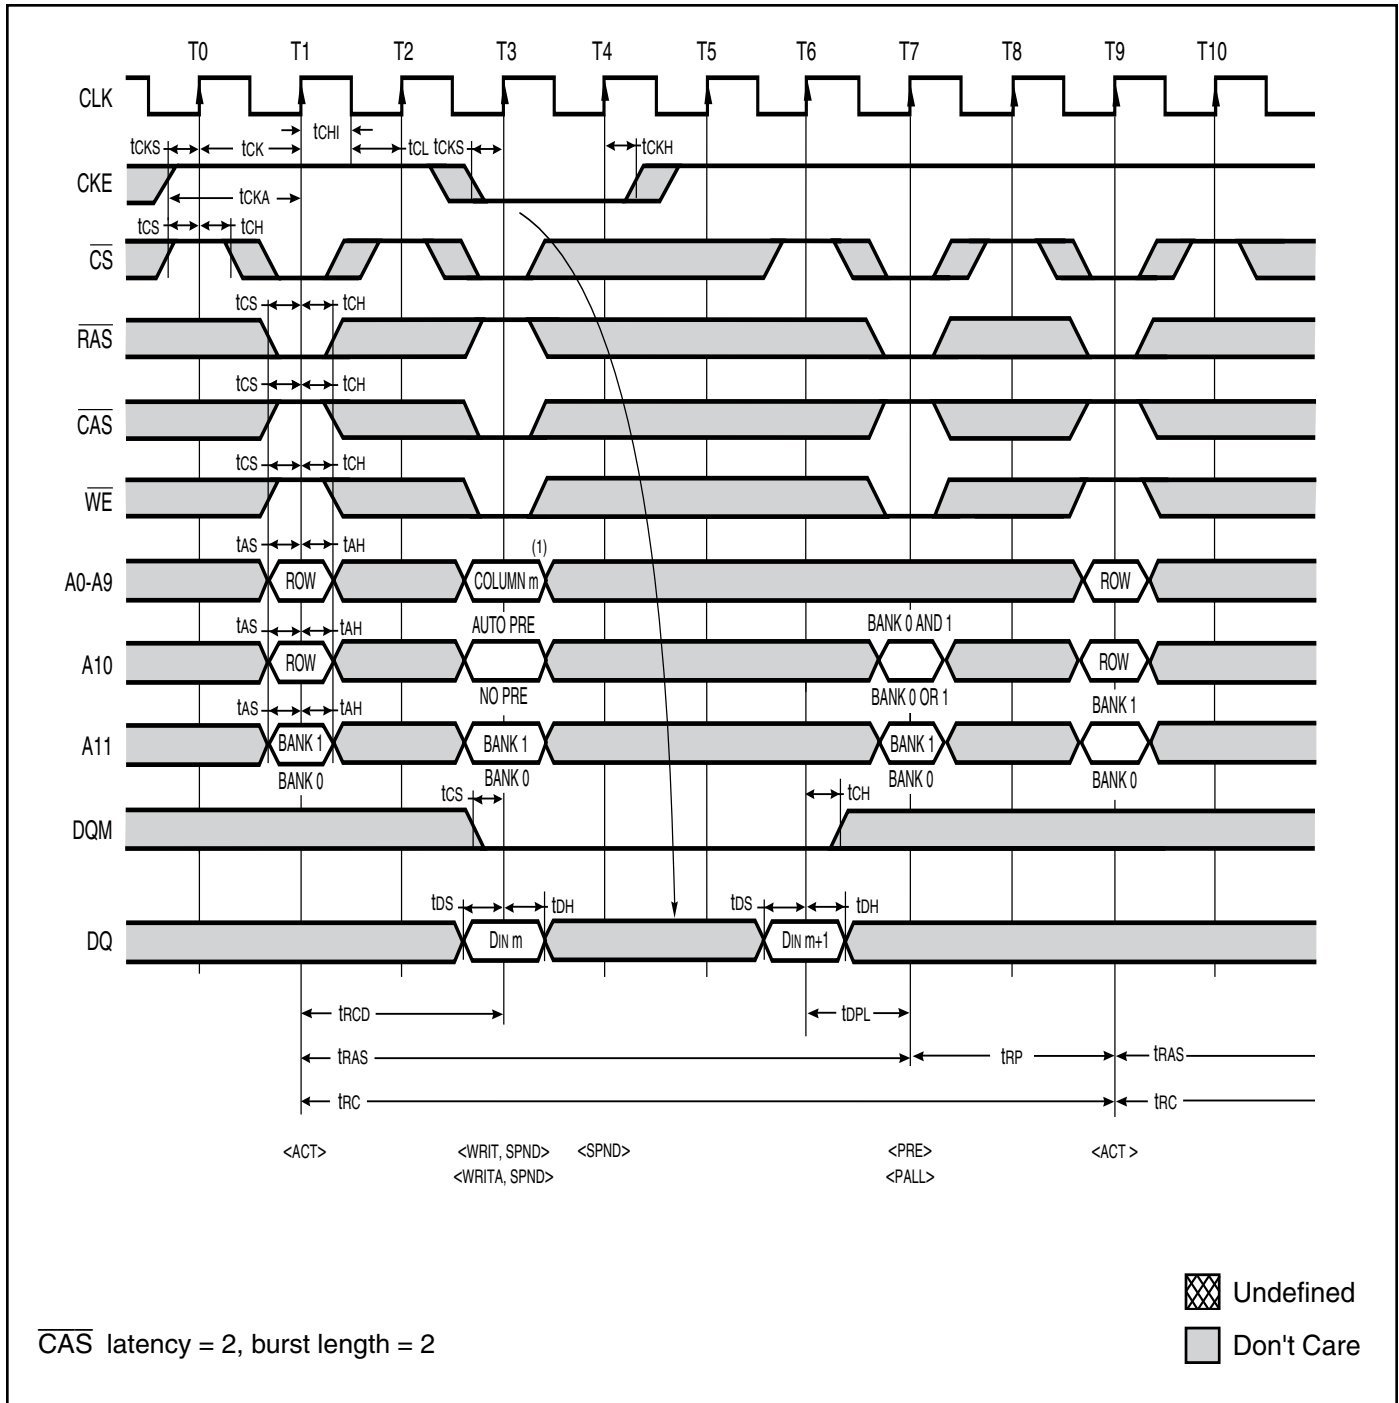 T0 T1 T2 T3 T4 T5 T6 T7 T8 T9 T10
CLK
tCHI
tCKS tCK tCL tCKS tCKH
CKE
tCKA
tCS tCH
CS
tCS tCH
RAS
tCS tCH
CAS
tCS tCH
WE
tAS tAH (1)
A0-A9 ROW COLUMN m ROW
tAS tAH AUTO PRE BANK 0 AND 1
A10 ROW ROW
NO PRE BANK 0 OR 1 BANK 1
tAS tAH
A11 BANK 1 BANK 1 BANK 1
BANK 0 BANK 0 BANK 0 BANK 0
tCS tCH
DQM
tDS tDH tDS tDH
DQ DIN m DIN m+1
tRCD tDPL
tRAS tRP tRAS
tRC tRC
<ACT> <WRIT, SPND> <SPND> <PRE> <ACT >
<WRITA, SPND> <PALL>
Undefined
CAS latency = 2, burst length = 2 Don't Care